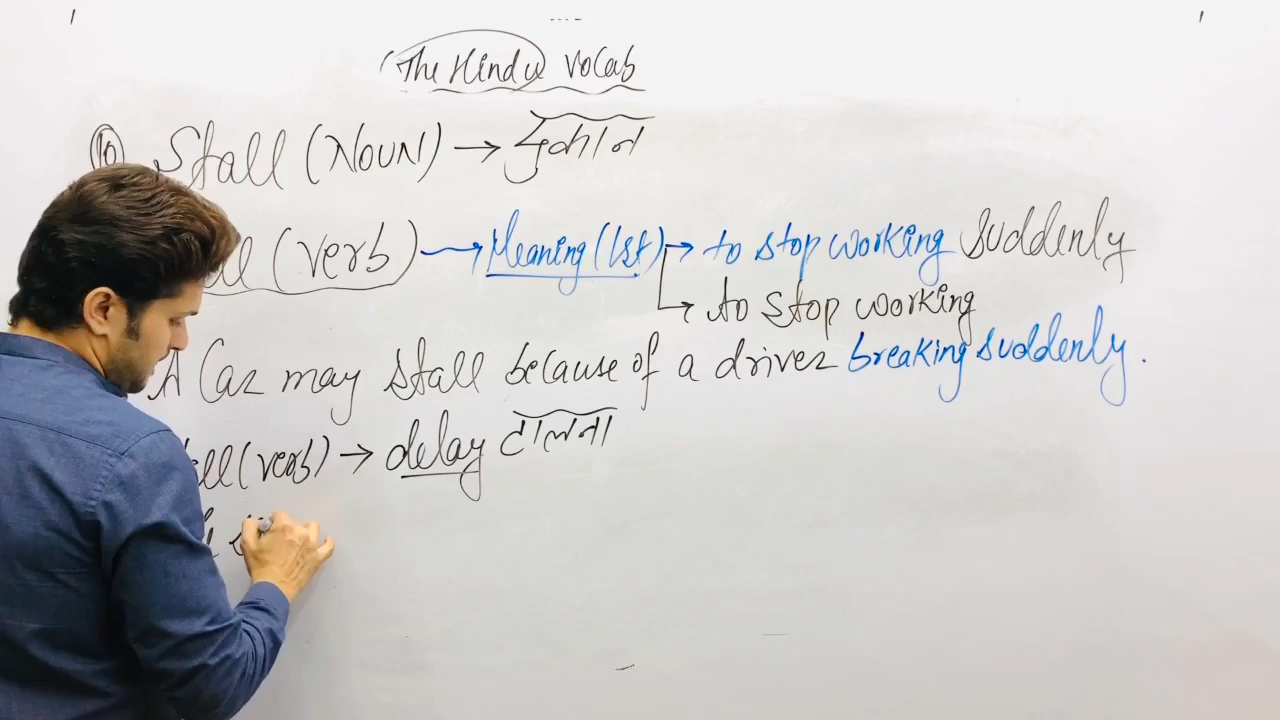 The Hindu Vocab
10 Stall (Noun) → दुकान
(verb) → Meaning (1st) → to stop working suddenly
→ to stop working
A Car may stall because of a driver breaking suddenly.
(verb) → delay टालना